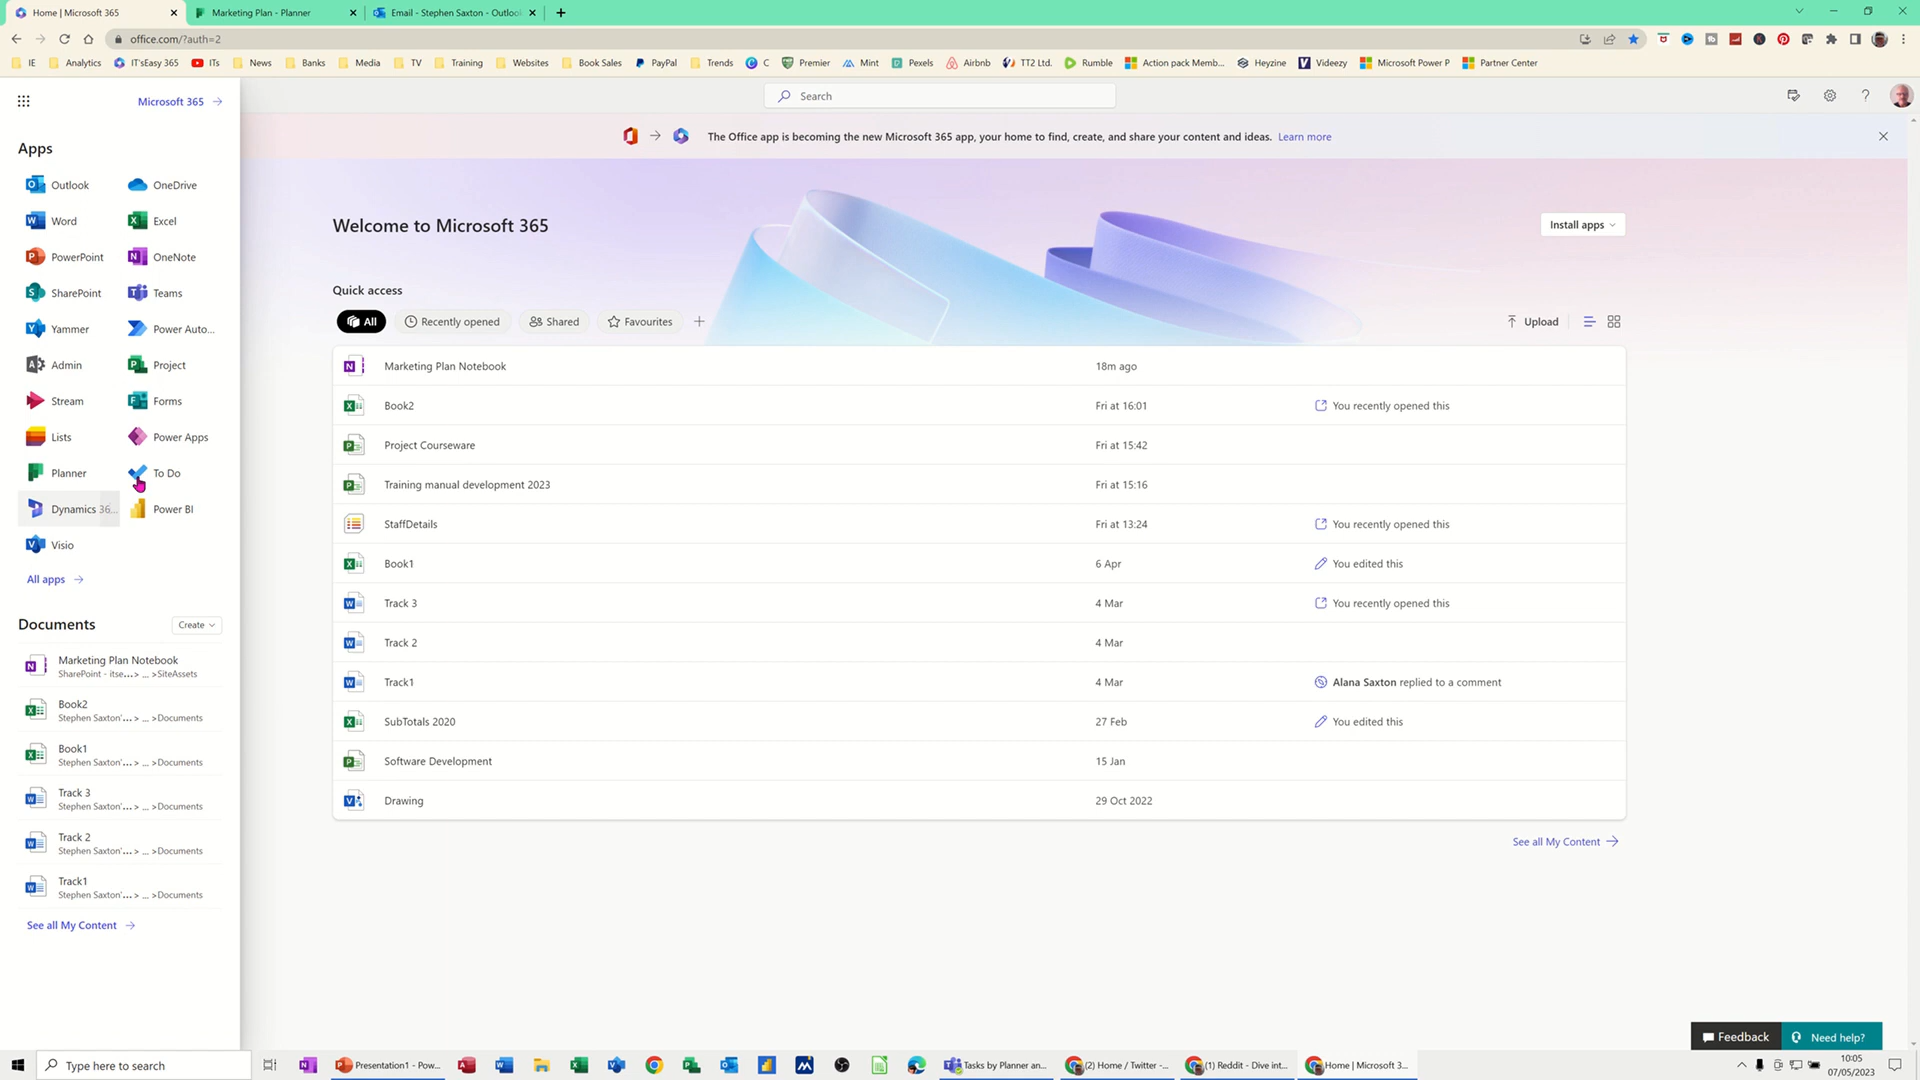 Home | Microsoft 365
Marketing Plan - Planner
Email - Stephen Saxton - Outlook
office.com/?auth=2
IE
Analytics
IT'sEasy 365
ITs
News
Banks
Media
TV
Training
Websites
Book Sales
PayPal
Trends
C
Premier
Mint
Pexels
Airbnb
TT2 Ltd.
Rumble
Action pack Memb...
Heyzine
Videezy
Microsoft Power P
Partner Center
Microsoft 365
Search
The Office app is becoming the new Microsoft 365 app, your home to find, create, and share your content and ideas. Learn more
Apps
Outlook
OneDrive
Word
Excel
PowerPoint
OneNote
SharePoint
Teams
Yammer
Power Auto...
Admin
Project
Stream
Forms
Lists
Power Apps
Planner
To Do
Dynamics 36...
Power BI
Visio
All apps
Documents
Create
Marketing Plan Notebook
SharePoint - itse...> ... >SiteAssets
Book2
Stephen Saxton'...> ... >Documents
Book1
Stephen Saxton'...> ... >Documents
Track 3
Stephen Saxton'...> ... >Documents
Track 2
Stephen Saxton'...> ... >Documents
Track1
Stephen Saxton'...> ... >Documents
See all My Content
Welcome to Microsoft 365
Install apps
Quick access
All
Recently opened
Shared
Favourites
Upload
Marketing Plan Notebook 18m ago
Book2 Fri at 16:01 You recently opened this
Project Courseware Fri at 15:42
Training manual development 2023 Fri at 15:16
StaffDetails Fri at 13:24 You recently opened this
Book1 6 Apr You edited this
Track 3 4 Mar You recently opened this
Track 2 4 Mar
Track1 4 Mar Alana Saxton replied to a comment
SubTotals 2020 27 Feb You edited this
Software Development 15 Jan
Drawing 29 Oct 2022
See all My Content
Feedback
Need help?
Type here to search
Presentation1 - Pow...
Tasks by Planner an...
(2) Home / Twitter -...
(1) Reddit - Dive int...
Home | Microsoft 3...
10:05
07/05/2023